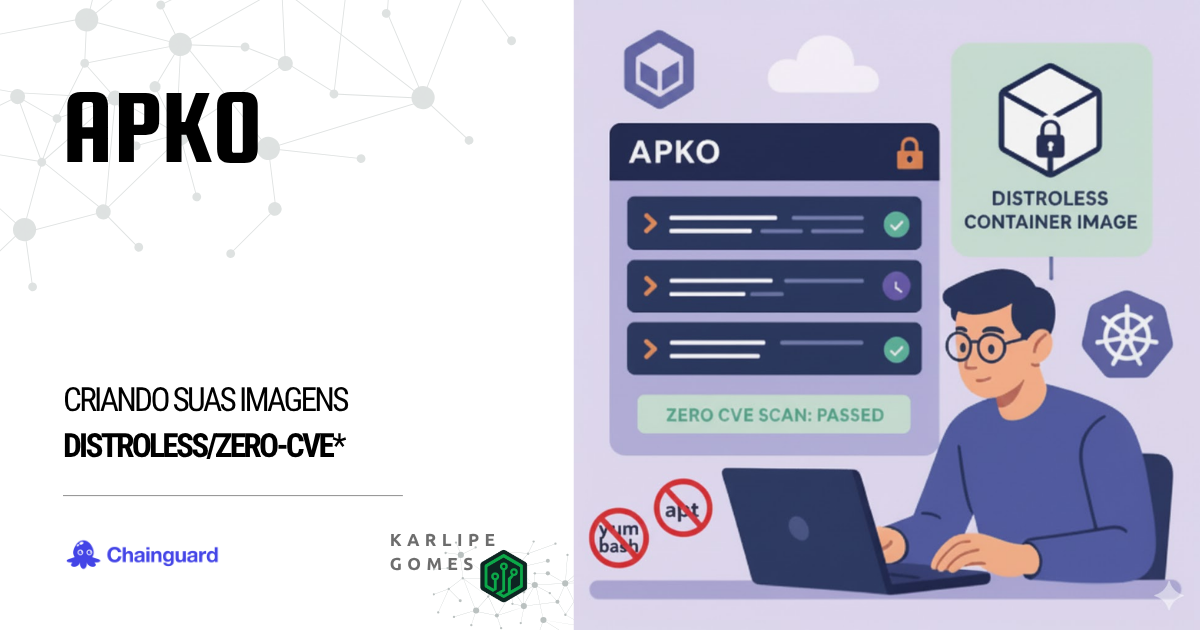 APKO
CRIANDO SUAS IMAGENS
DISTROLESS/ZERO-CVE*
Chainguard
KARLIPE
GOMES
APKO
ZERO CVE SCAN: PASSED
DISTROLESS
CONTAINER IMAGE
yum
bash
apt